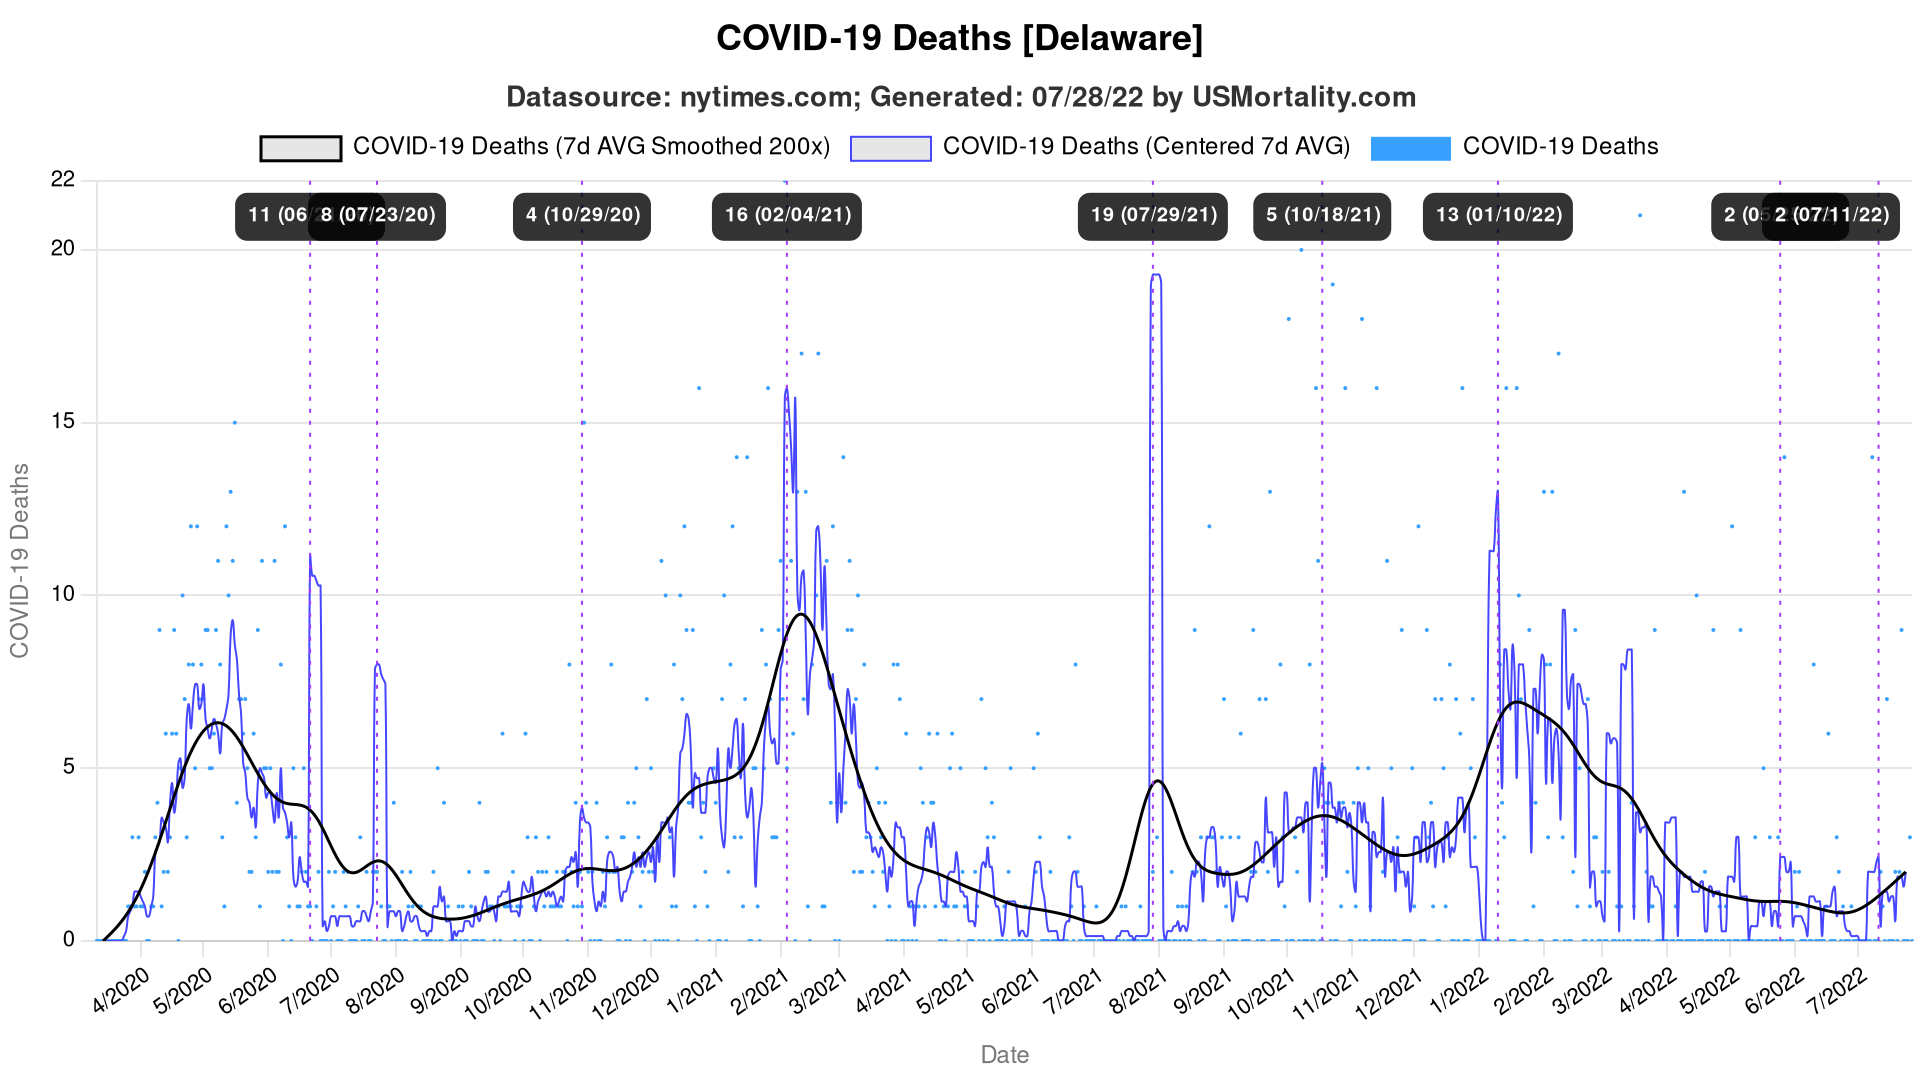 COVID-19 Deaths [Delaware]
Datasource: nytimes.com; Generated: 07/28/22 by USMortality.com
COVID-19 Deaths (7d AVG Smoothed 200x) COVID-19 Deaths (Centered 7d AVG) COVID-19 Deaths
22
11 (06/2 8 (07/23/20) 4 (10/29/20) 16 (02/04/21) 19 (07/29/21) 5 (10/18/21) 13 (01/10/22) 2 (05 2 (07/11/22)
20
15
10
5
0
COVID-19 Deaths
4/2020 5/2020 6/2020 7/2020 8/2020 9/2020 10/2020 11/2020 12/2020 1/2021 2/2021 3/2021 4/2021 5/2021 6/2021 7/2021 8/2021 9/2021 10/2021 11/2021 12/2021 1/2022 2/2022 3/2022 4/2022 5/2022 6/2022 7/2022
Date